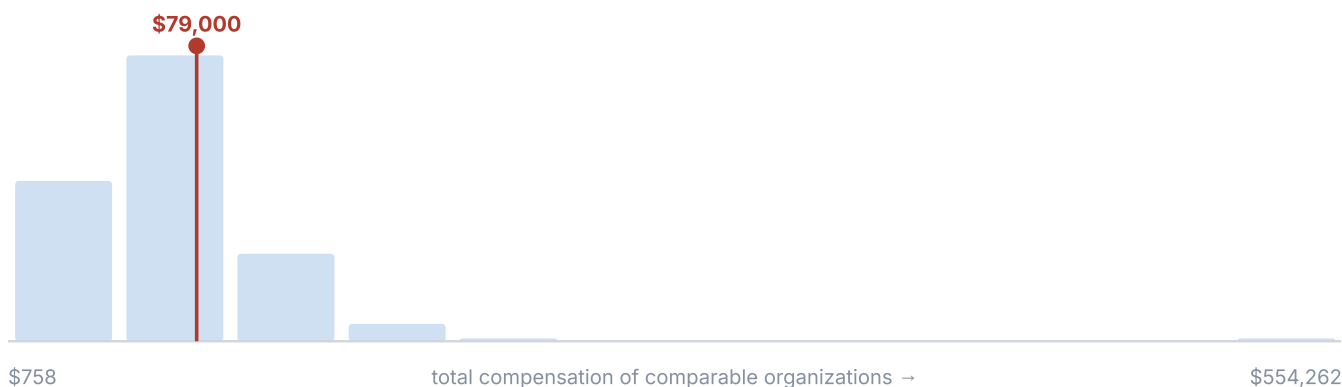 $79,000
$758
total compensation of comparable organizations →
$554,262